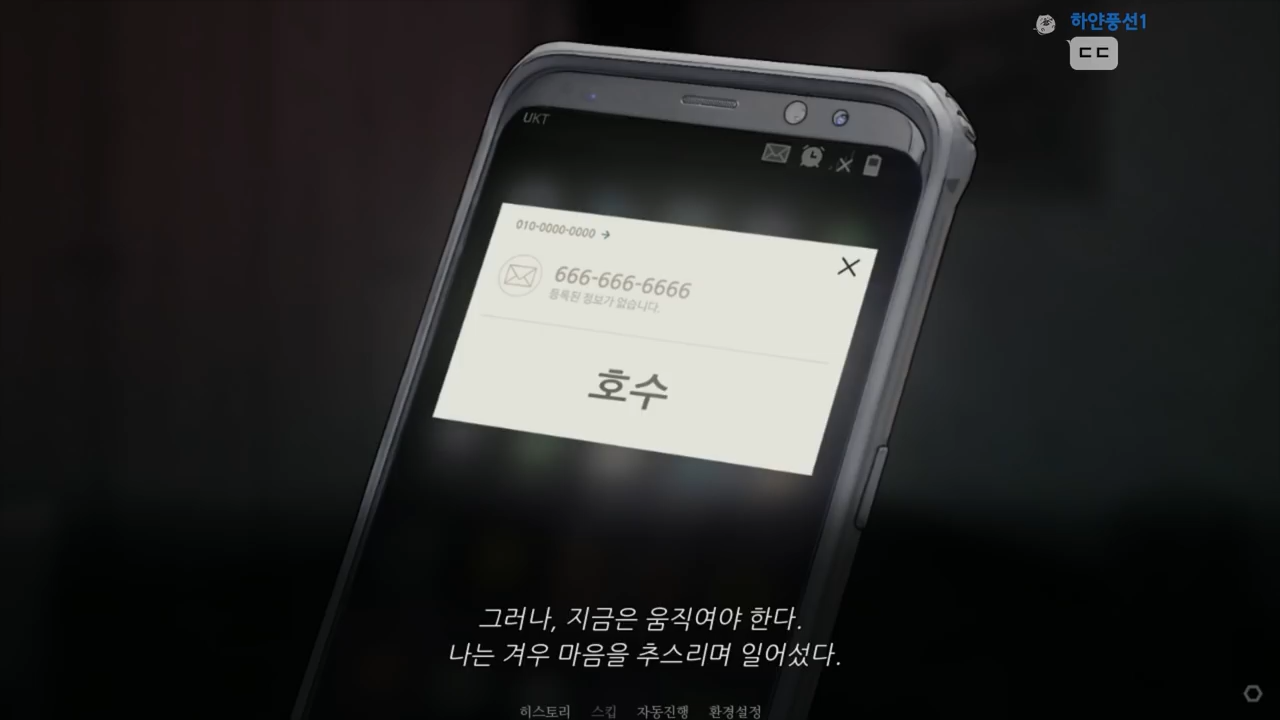 하얀풍선1
ㄷㄷ
UKT
010-0000-0000 →
666-666-6666
등록된 정보가 없습니다.
호수
그러나, 지금은 움직여야 한다.
나는 겨우 마음을 추스리며 일어섰다.
히스토리 스킵 자동진행 환경설정